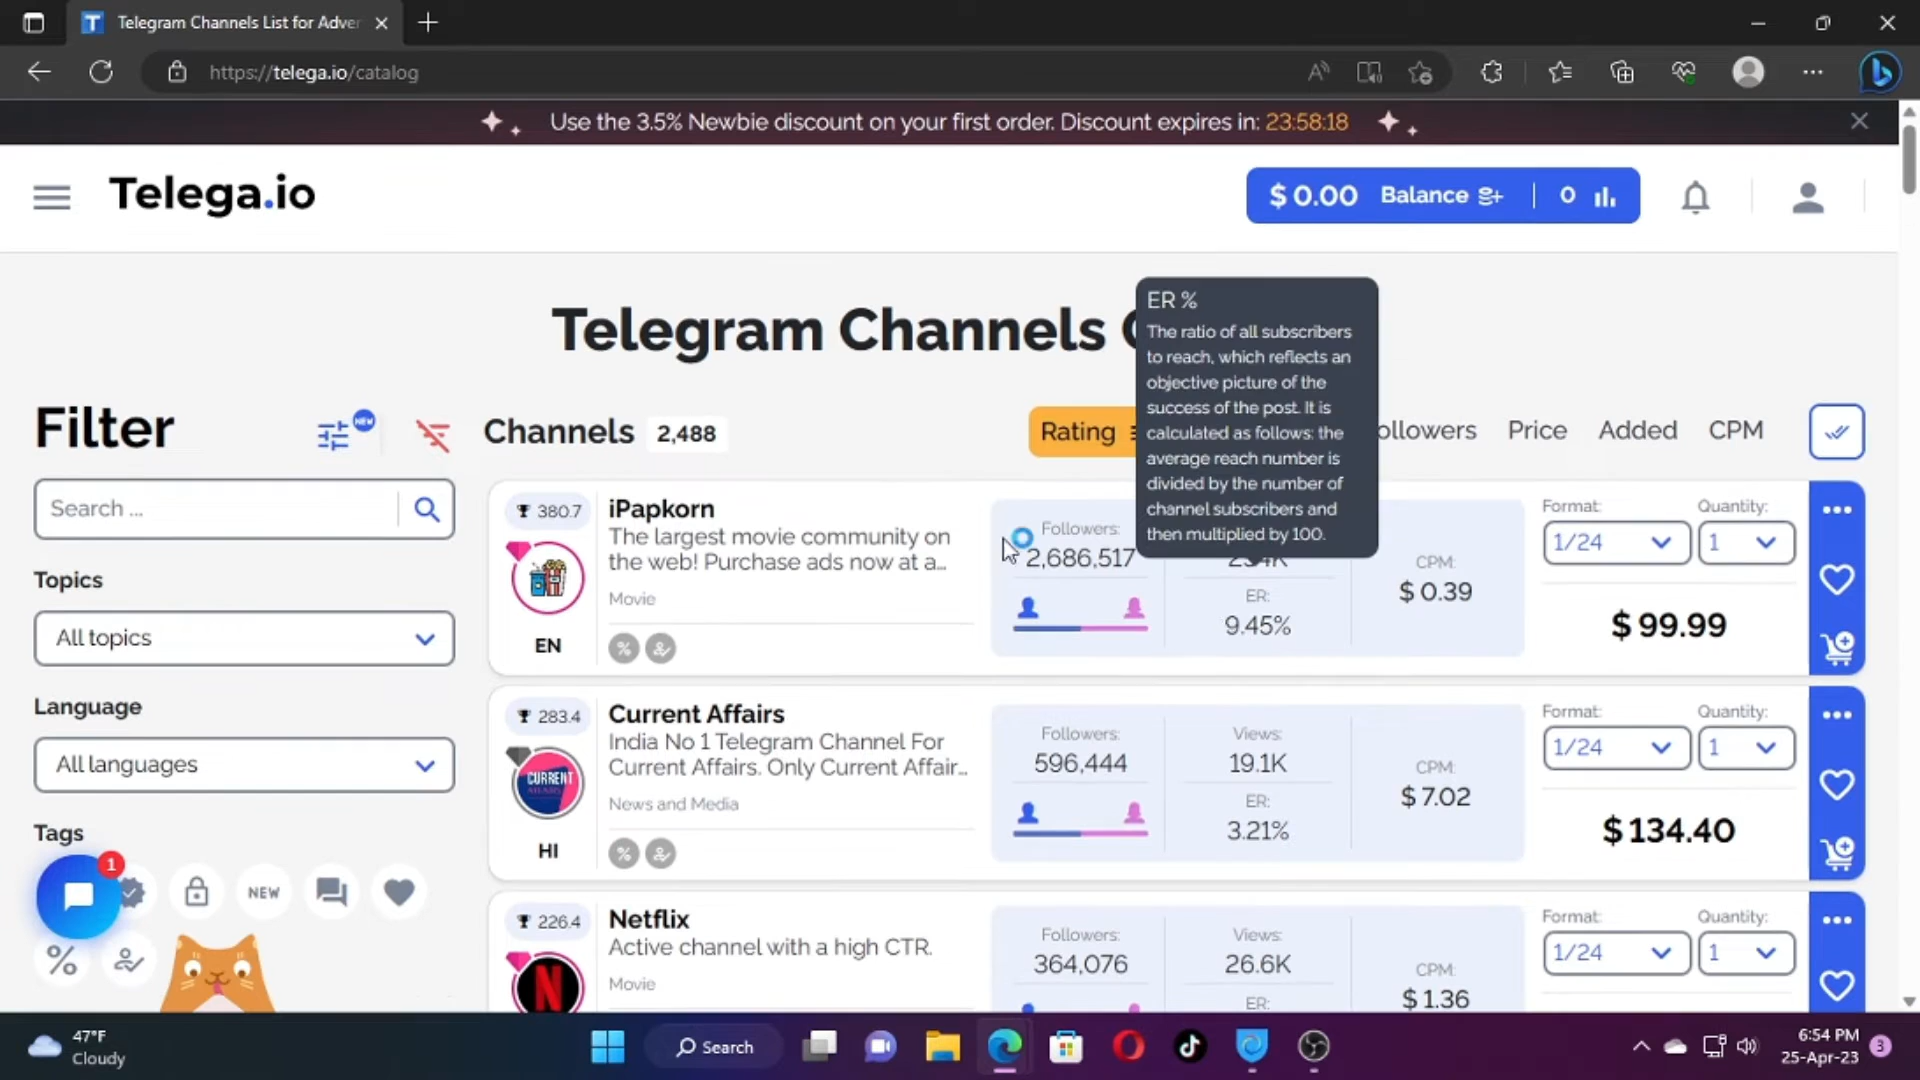 Telegram Channels List for Adver
https://telega.io/catalog
Use the 3.5% Newbie discount on your first order. Discount expires in: 23:58:18
Telega.io
$ 0.00 Balance 0
Telegram Channels
ER %
The ratio of all subscribers
to reach, which reflects an
objective picture of the
success of the post. It is
calculated as follows: the
average reach number is
divided by the number of
channel subscribers and
then multiplied by 100.
Filter
NEW
Channels 2,488
Rating
ollowers Price Added CPM
Search ...
Topics
All topics
Language
All languages
Tags
1
NEW
%
380.7
EN
iPapkorn
The largest movie community on
the web! Purchase ads now at a...
Movie
%
Followers:
2,686,517
ER:
9.45%
CPM:
$ 0.39
Format: Quantity:
1/24 1
$ 99.99
283.4
CURRENT
AFFAIRS
HI
Current Affairs
India No 1 Telegram Channel For
Current Affairs. Only Current Affair...
News and Media
%
Followers:
596,444
Views:
19.1K
ER:
3.21%
CPM:
$ 7.02
Format: Quantity:
1/24 1
$ 134.40
226.4
N
Netflix
Active channel with a high CTR.
Movie
Followers:
364,076
Views:
26.6K
ER:
CPM:
$ 1.36
Format: Quantity:
1/24 1
47°F
Cloudy
Search
6:54 PM
25-Apr-23
3